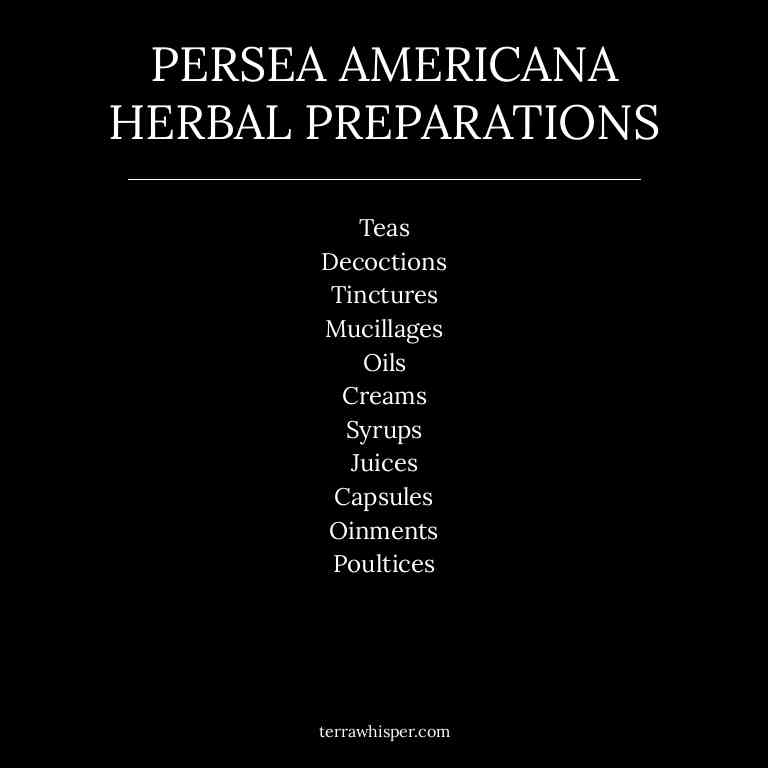 PERSEA AMERICANA
HERBAL PREPARATIONS
Teas
Decoctions
Tinctures
Mucillages
Oils
Creams
Syrups
Juices
Capsules
Oinments
Poultices
terrawhisper.com